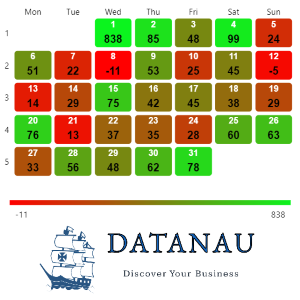 Mon Tue Wed Thu Fri Sat Sun
1 1 2 3 4 5
838 85 48 99 24
2 6 7 8 9 10 11 12
51 22 -11 53 25 45 -5
3 13 14 15 16 17 18 19
14 29 75 42 45 38 29
4 20 21 22 23 24 25 26
76 13 37 35 28 60 63
5 27 28 29 30 31
33 56 48 62 78
-11 838
DATANAU
Discover Your Business